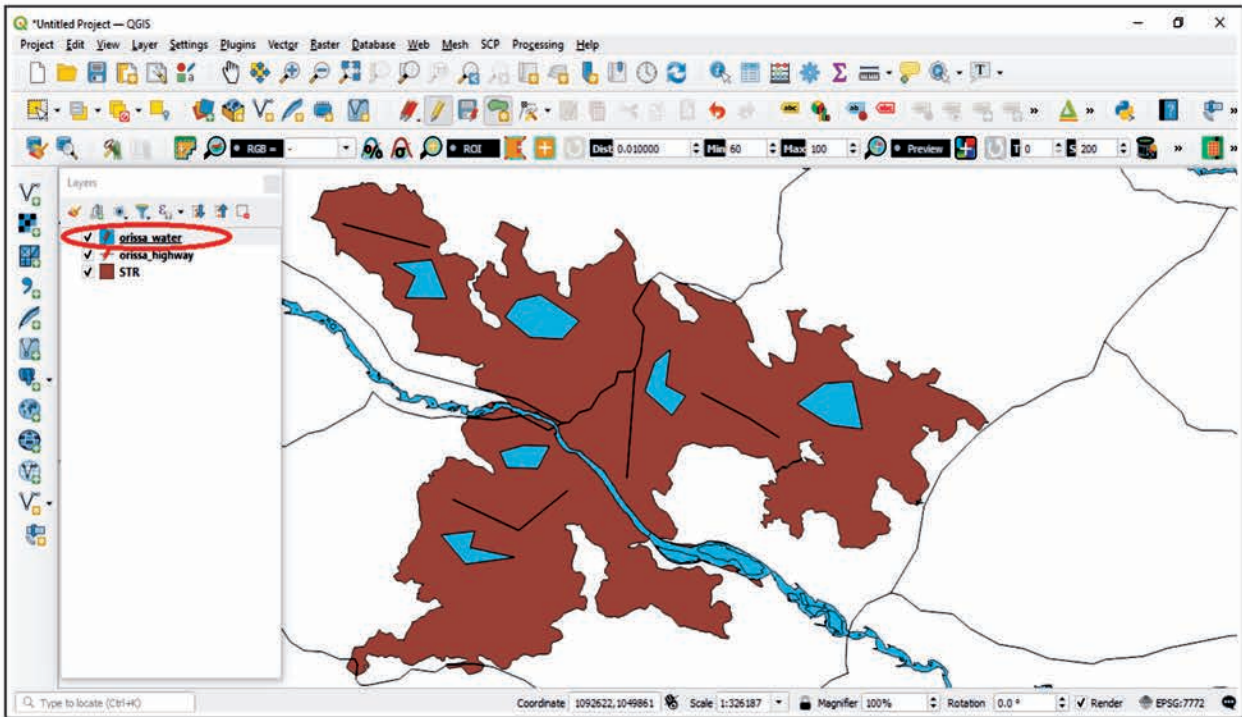 *Untitled Project — QGIS
Project Edit View Layer Settings Plugins Vector Raster Database Web Mesh SCP Processing Help
RGB = - ROI Dist 0.010000 Min 60 Max 100 Preview T 0 S 200
Layers
orissa_water
orissa_highway
STR
Type to locate (Ctrl+K) Coordinate 1092622,1049861 Scale 1:326187 Magnifier 100% Rotation 0.0 ° Render EPSG:7772